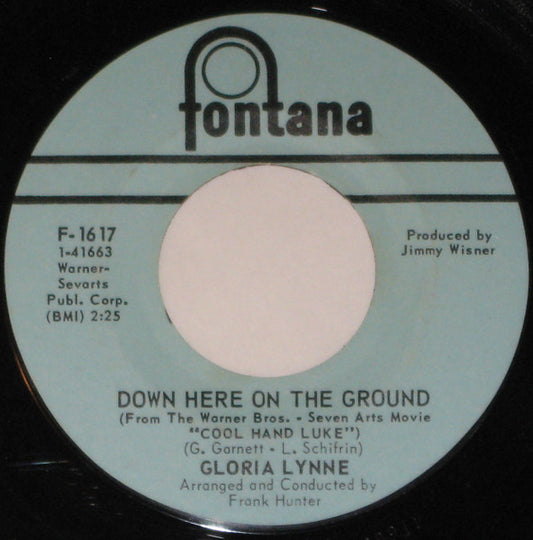 fontana
F-1617
1-41663
Warner-
Sevarts
Publ. Corp.
(BMI) 2:25
Produced by
Jimmy Wisner
DOWN HERE ON THE GROUND
(From The Warner Bros. - Seven Arts Movie
"COOL HAND LUKE")
(G. Garnett - L. Schifrin)
GLORIA LYNNE
Arranged and Conducted by
Frank Hunter